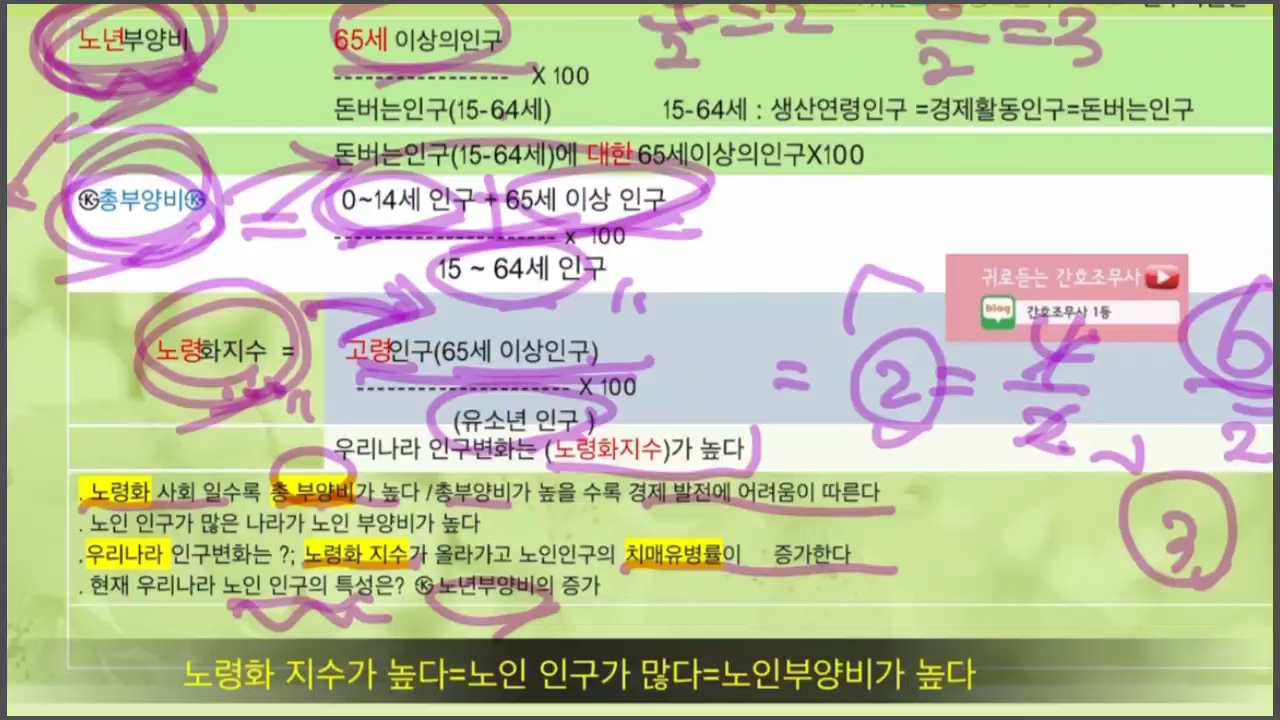 노년부양비
65세 이상의인구
------------------ X 100
돈버는인구(15-64세) 15-64세 : 생산연령인구 =경제활동인구=돈버는인구
4/2 = 2 6/2 = 3
돈버는인구(15-64세)에 대한 65세이상의인구X100
㉿총부양비㉿ =
0~14세 인구 + 65세 이상 인구
----------------------- x 100
15 ~ 64세 인구
귀로듣는 간호조무사
blog 간호조무사 1등
노령화지수 =
고령인구(65세 이상인구)
---------------------- X 100
(유소년 인구 )
= 2 = 4/2 6/2
3
우리나라 인구변화는 (노령화지수)가 높다
. 노령화 사회 일수록 총 부양비가 높다 /총부양비가 높을 수록 경제 발전에 어려움이 따른다
. 노인 인구가 많은 나라가 노인 부양비가 높다
.우리나라 인구변화는 ?; 노령화 지수가 올라가고 노인인구의 치매유병률이 증가한다
. 현재 우리나라 노인 인구의 특성은? ㉿노년부양비의 증가
노령화 지수가 높다=노인 인구가 많다=노인부양비가 높다